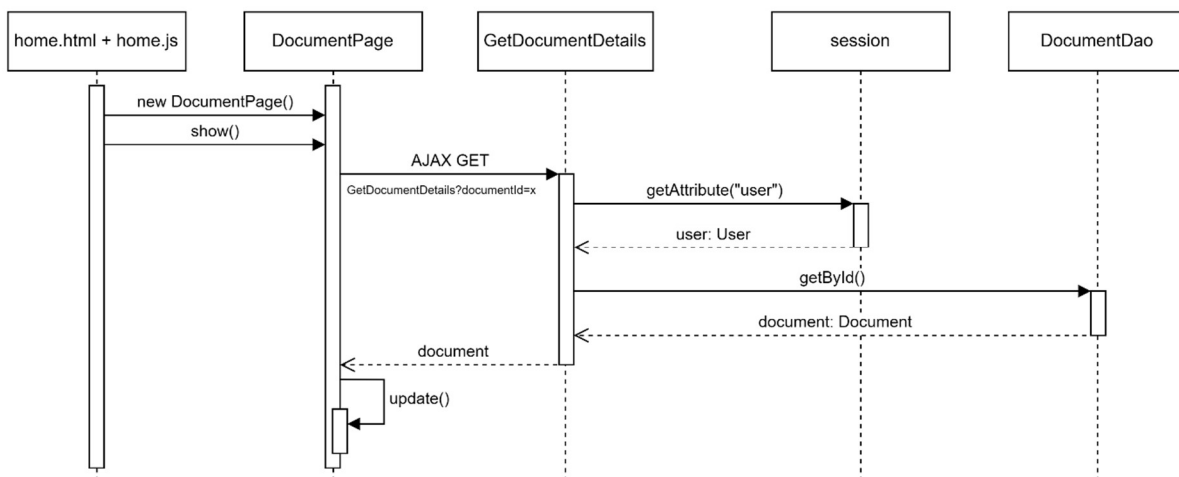 home.html + home.js
DocumentPage
GetDocumentDetails
session
DocumentDao
new DocumentPage()
show()
AJAX GET
GetDocumentDetails?documentId=x
getAttribute("user")
user: User
getById()
document: Document
document
update()